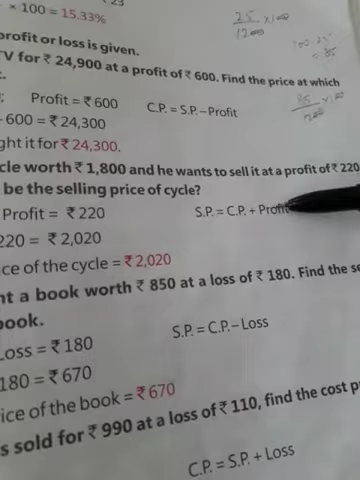 × 100 = 15.33%
profit or loss is given.
TV for ₹ 24,900 at a profit of ₹ 600. Find the price at which
Profit = ₹ 600 C.P. = S.P. – Profit
– 600 = ₹ 24,300
ght it for ₹ 24,300.
cle worth ₹ 1,800 and he wants to sell it at a profit of ₹ 220
be the selling price of cycle?
Profit = ₹ 220 S.P. = C.P. + Profit
220 = ₹ 2,020
ice of the cycle = ₹ 2,020
ht a book worth ₹ 850 at a loss of ₹ 180. Find the se
book.
Loss = ₹ 180 S.P. = C.P. – Loss
180 = ₹ 670
rice of the book = ₹ 670
s sold for ₹ 990 at a loss of ₹ 110, find the cost p
C.P. = S.P. + Loss